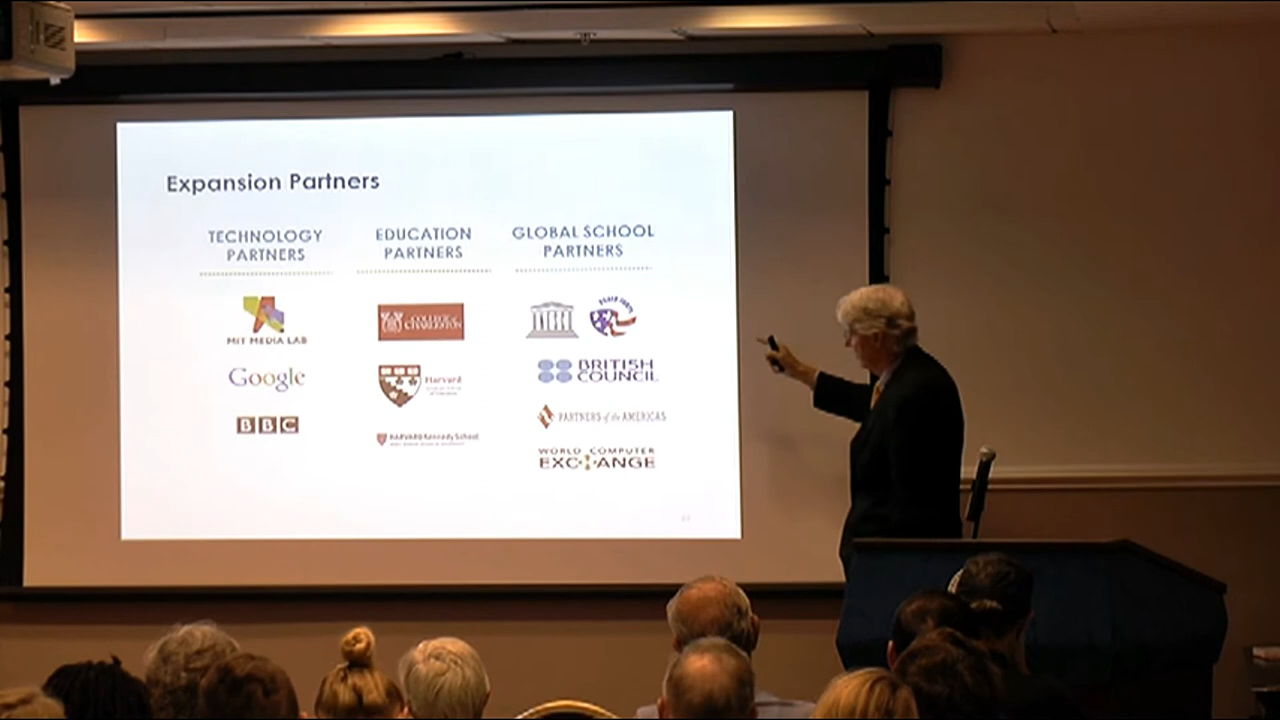 Expansion Partners
TECHNOLOGY
PARTNERS
MIT MEDIA LAB
Google
BBC
EDUCATION
PARTNERS
COLLEGE of
CHARLESTON
Harvard
HARVARD Kennedy School
GLOBAL SCHOOL
PARTNERS
BRITISH
COUNCIL
PARTNERS of the AMERICAS
WORLD COMPUTER
EXCHANGE